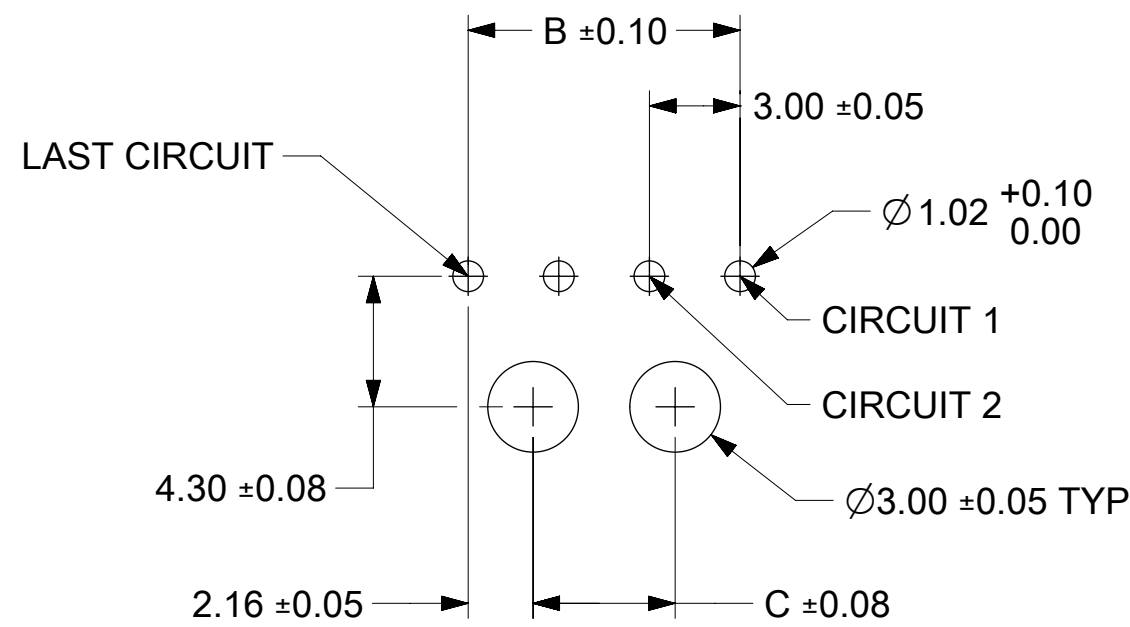 B ±0.10
3.00 ±0.05
LAST CIRCUIT
⌀1.02 +0.10
0.00
CIRCUIT 1
CIRCUIT 2
4.30 ±0.08
⌀3.00 ±0.05 TYP
2.16 ±0.05
C ±0.08